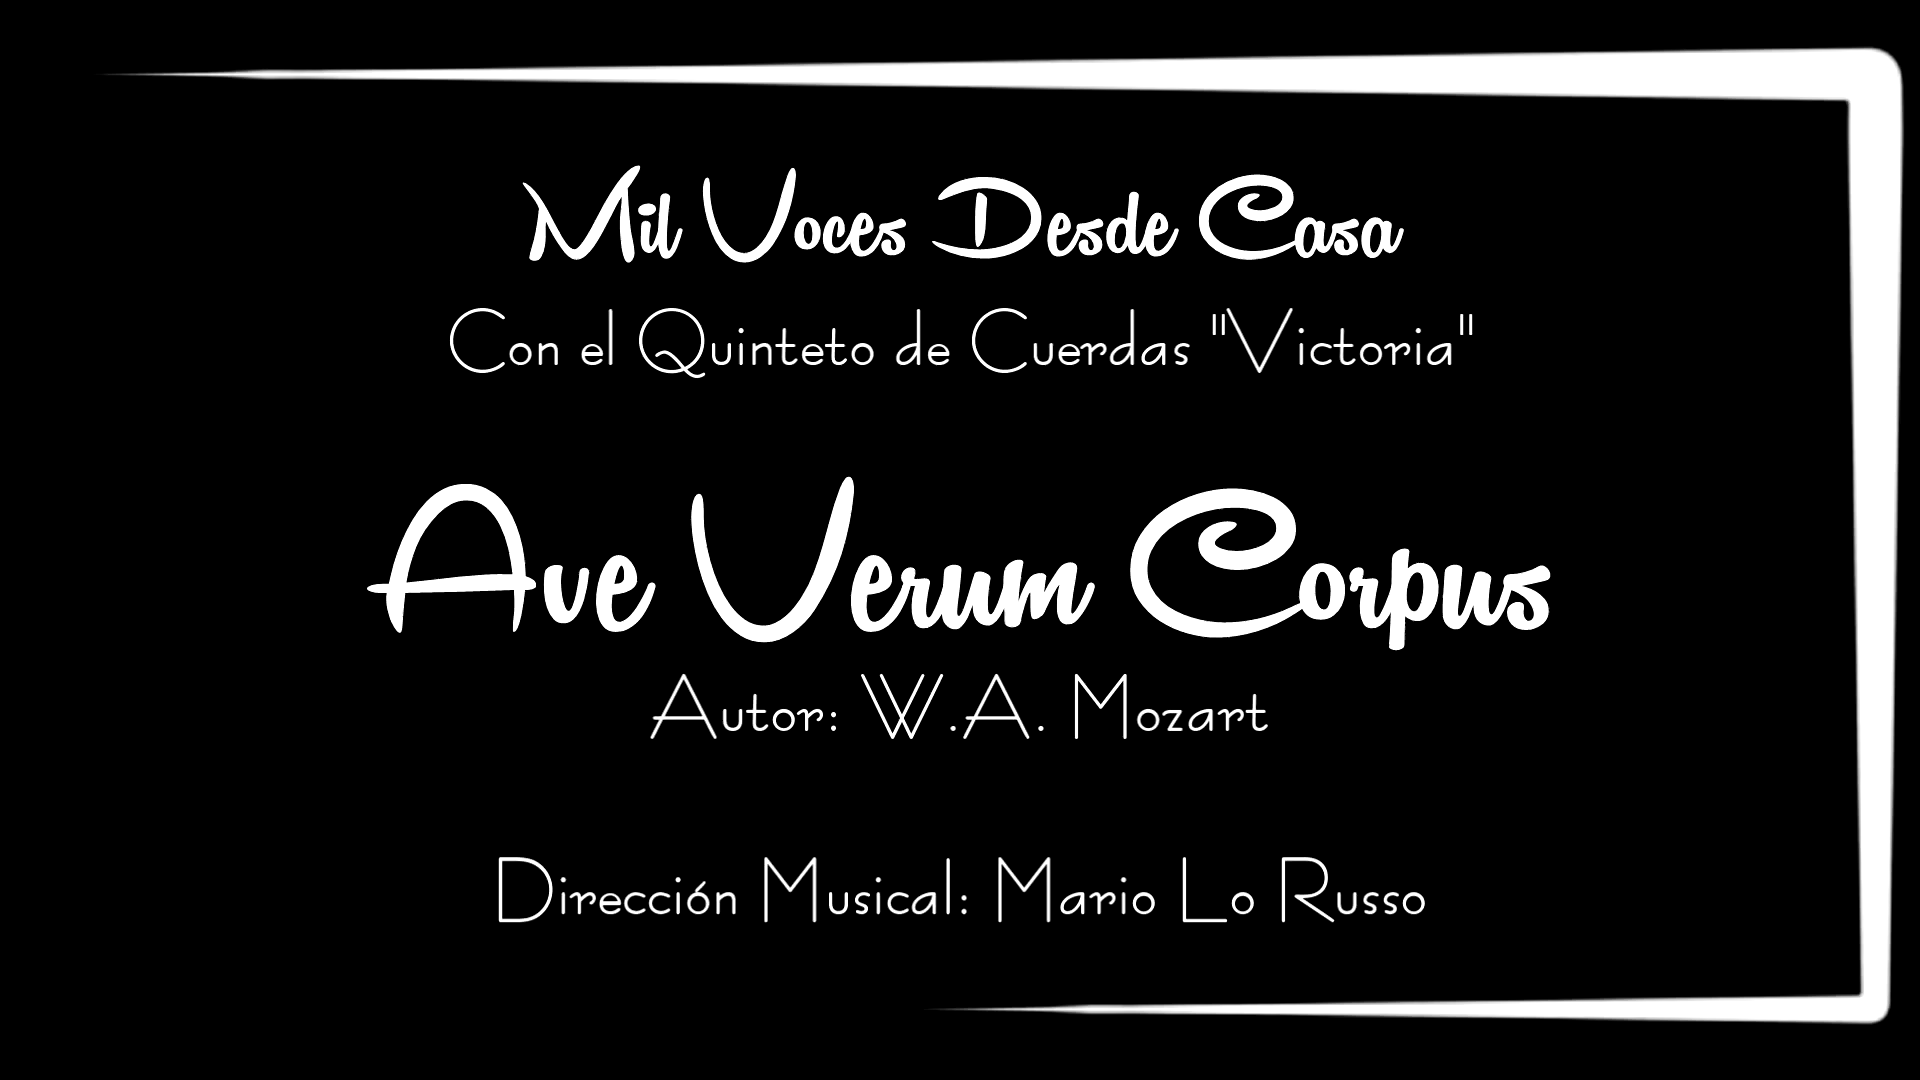 Mil Voces Desde Casa
Con el Quinteto de Cuerdas "Victoria"
Ave Verum Corpus
Autor: W.A. Mozart
Dirección Musical: Mario Lo Russo